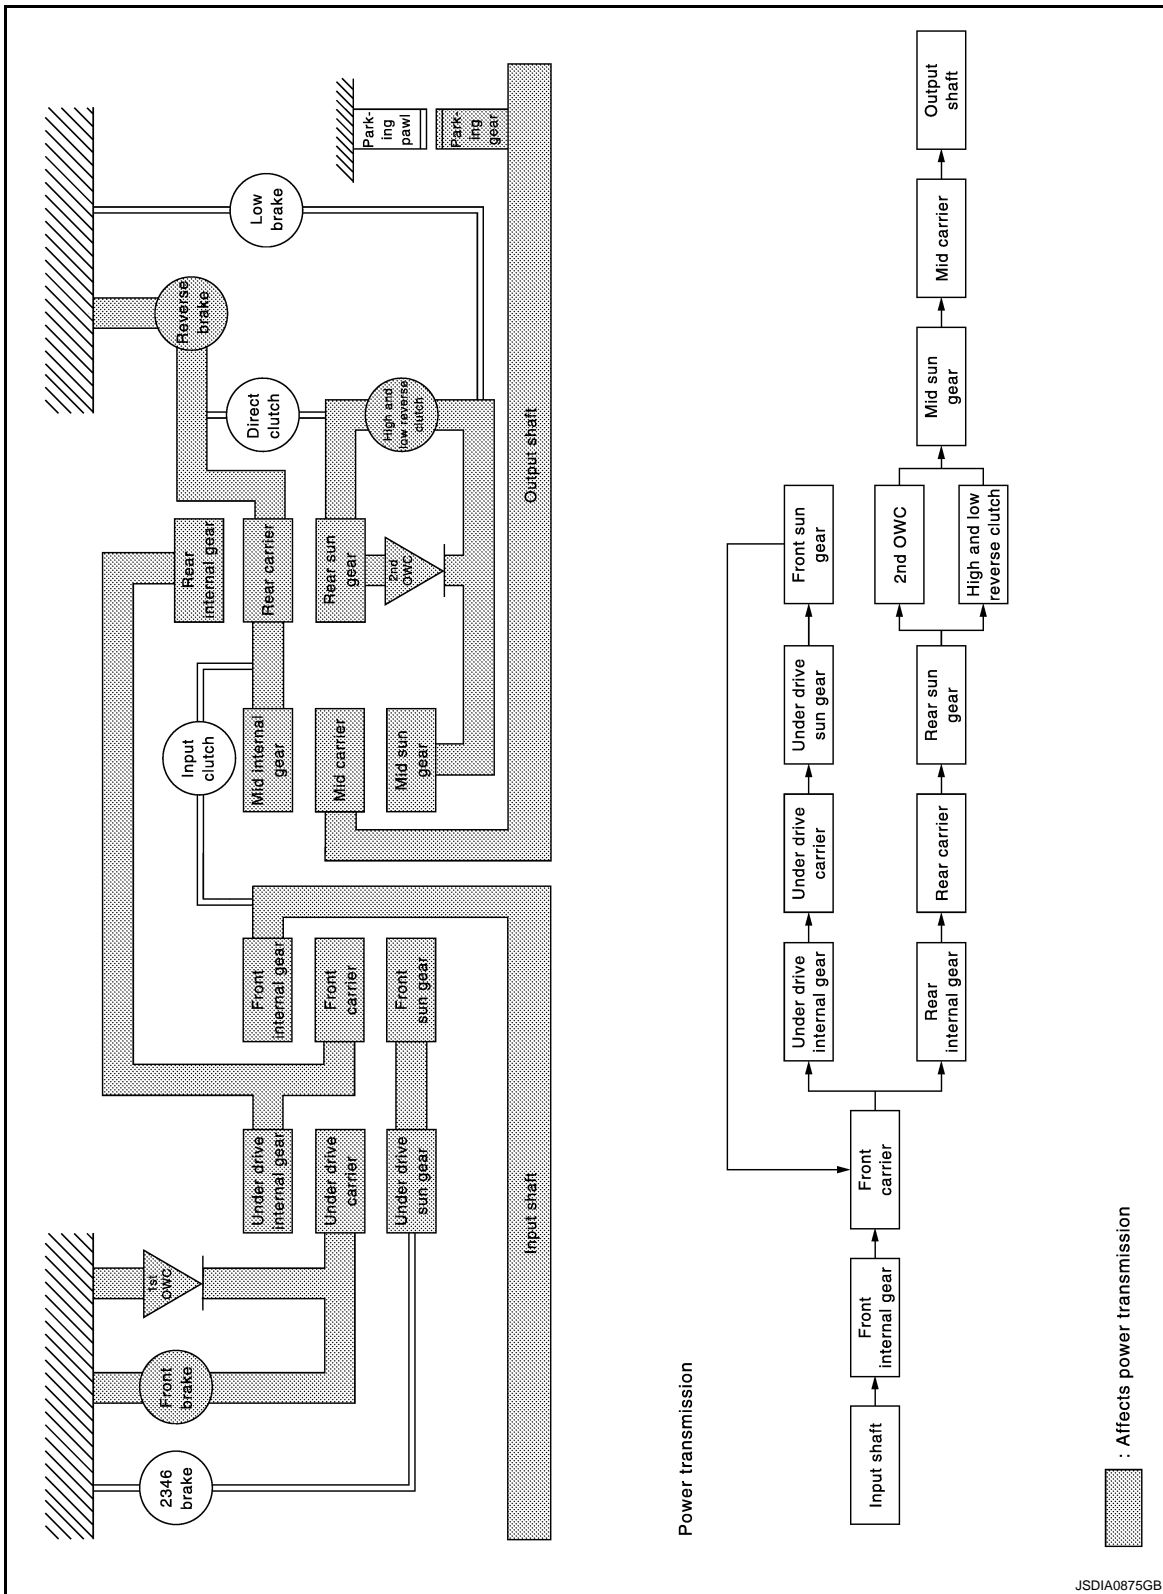 2346
brake
Front
brake
1st
OWC
Under drive
internal gear
Under drive
carrier
Under drive
sun gear
Front
internal gear
Front
carrier
Front
sun gear
Input
clutch
Mid internal
gear
Mid carrier
Mid sun
gear
Rear
internal gear
Rear carrier
Rear sun
gear
2nd
OWC
Direct
clutch
High and
low reverse
clutch
Reverse
brake
Low
brake
Park-
ing
pawl
Park-
ing
gear
Input shaft
Output shaft
Power transmission
Input shaft
Front
internal gear
Front
carrier
Under drive
internal gear
Under drive
carrier
Under drive
sun gear
Front sun
gear
Rear
internal gear
Rear carrier
Rear sun
gear
2nd OWC
High and low
reverse clutch
Mid sun
gear
Mid carrier
Output
shaft
: Affects power transmission
JSDIA0875GB